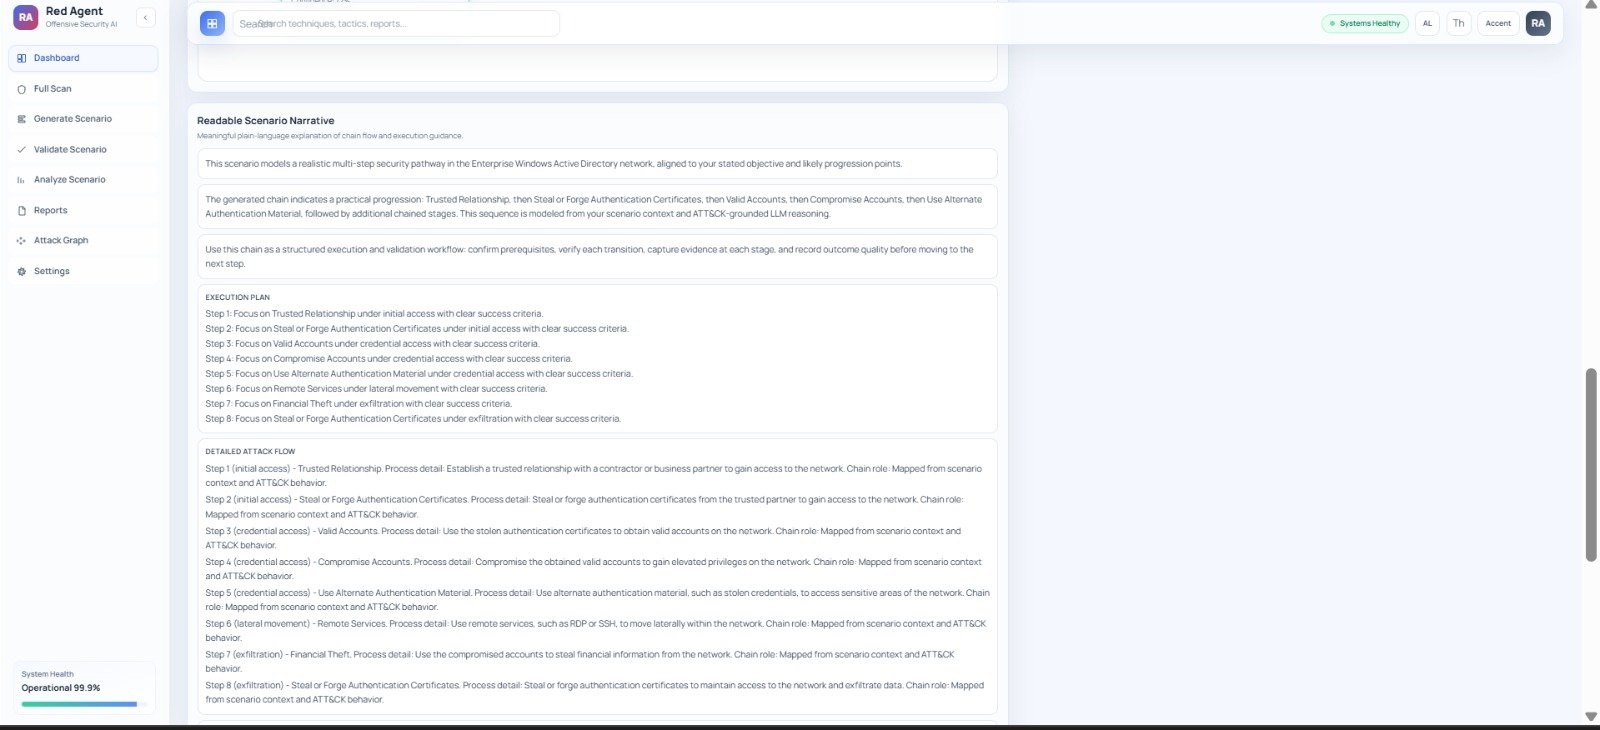 RA
Red Agent
Offensive Security AI
Dashboard
Full Scan
Generate Scenario
Validate Scenario
Analyze Scenario
Reports
Attack Graph
Settings
System Health
Operational 99.9%
Search techniques, tactics, reports...
Systems Healthy
AL
Th
Accent
RA
Readable Scenario Narrative
Meaningful plain-language explanation of chain flow and execution guidance.
This scenario models a realistic multi-step security pathway in the Enterprise Windows Active Directory network, aligned to your stated objective and likely progression points.
The generated chain indicates a practical progression: Trusted Relationship, then Steal or Forge Authentication Certificates, then Valid Accounts, then Compromise Accounts, then Use Alternate
Authentication Material, followed by additional chained stages. This sequence is modeled from your scenario context and ATT&CK-grounded LLM reasoning.
Use this chain as a structured execution and validation workflow: confirm prerequisites, verify each transition, capture evidence at each stage, and record outcome quality before moving to the
next step.
EXECUTION PLAN
Step 1: Focus on Trusted Relationship under initial access with clear success criteria.
Step 2: Focus on Steal or Forge Authentication Certificates under initial access with clear success criteria.
Step 3: Focus on Valid Accounts under credential access with clear success criteria.
Step 4: Focus on Compromise Accounts under credential access with clear success criteria.
Step 5: Focus on Use Alternate Authentication Material under credential access with clear success criteria.
Step 6: Focus on Remote Services under lateral movement with clear success criteria.
Step 7: Focus on Financial Theft under exfiltration with clear success criteria.
Step 8: Focus on Steal or Forge Authentication Certificates under exfiltration with clear success criteria.
DETAILED ATTACK FLOW
Step 1 (initial access) - Trusted Relationship. Process detail: Establish a trusted relationship with a contractor or business partner to gain access to the network. Chain role: Mapped from scenario
context and ATT&CK behavior.
Step 2 (initial access) - Steal or Forge Authentication Certificates. Process detail: Steal or forge authentication certificates from the trusted partner to gain access to the network. Chain role:
Mapped from scenario context and ATT&CK behavior.
Step 3 (credential access) - Valid Accounts. Process detail: Use the stolen authentication certificates to obtain valid accounts on the network. Chain role: Mapped from scenario context and
ATT&CK behavior.
Step 4 (credential access) - Compromise Accounts. Process detail: Compromise the obtained valid accounts to gain elevated privileges on the network. Chain role: Mapped from scenario context
and ATT&CK behavior.
Step 5 (credential access) - Use Alternate Authentication Material. Process detail: Use alternate authentication material, such as stolen credentials, to access sensitive areas of the network. Chain
role: Mapped from scenario context and ATT&CK behavior.
Step 6 (lateral movement) - Remote Services. Process detail: Use remote services, such as RDP or SSH, to move laterally within the network. Chain role: Mapped from scenario context and ATT&CK
behavior.
Step 7 (exfiltration) - Financial Theft. Process detail: Use the compromised accounts to steal financial information from the network. Chain role: Mapped from scenario context and ATT&CK
behavior.
Step 8 (exfiltration) - Steal or Forge Authentication Certificates. Process detail: Steal or forge authentication certificates to maintain access to the network and exfiltrate data. Chain role: Mapped
from scenario context and ATT&CK behavior.